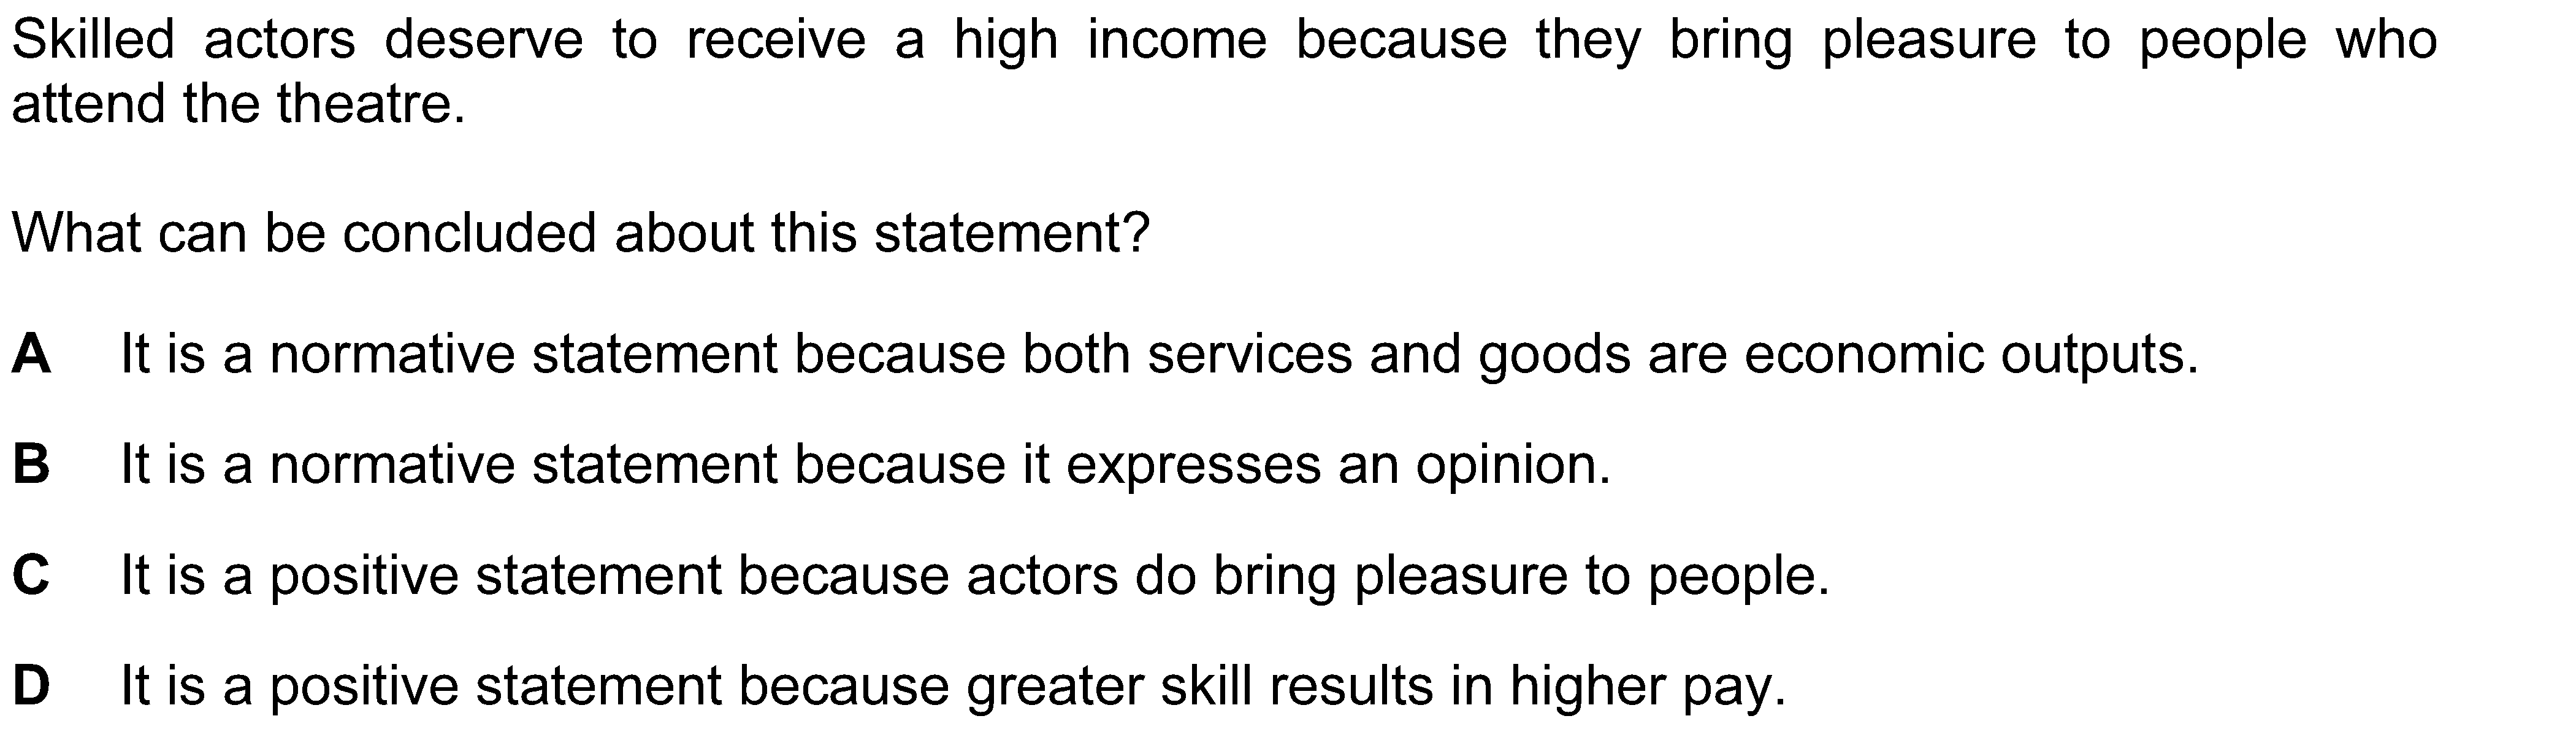 Skilled actors deserve to receive a high income because they bring pleasure to people who
attend the theatre.
What can be concluded about this statement?
A It is a normative statement because both services and goods are economic outputs.
B It is a normative statement because it expresses an opinion.
C It is a positive statement because actors do bring pleasure to people.
D It is a positive statement because greater skill results in higher pay.